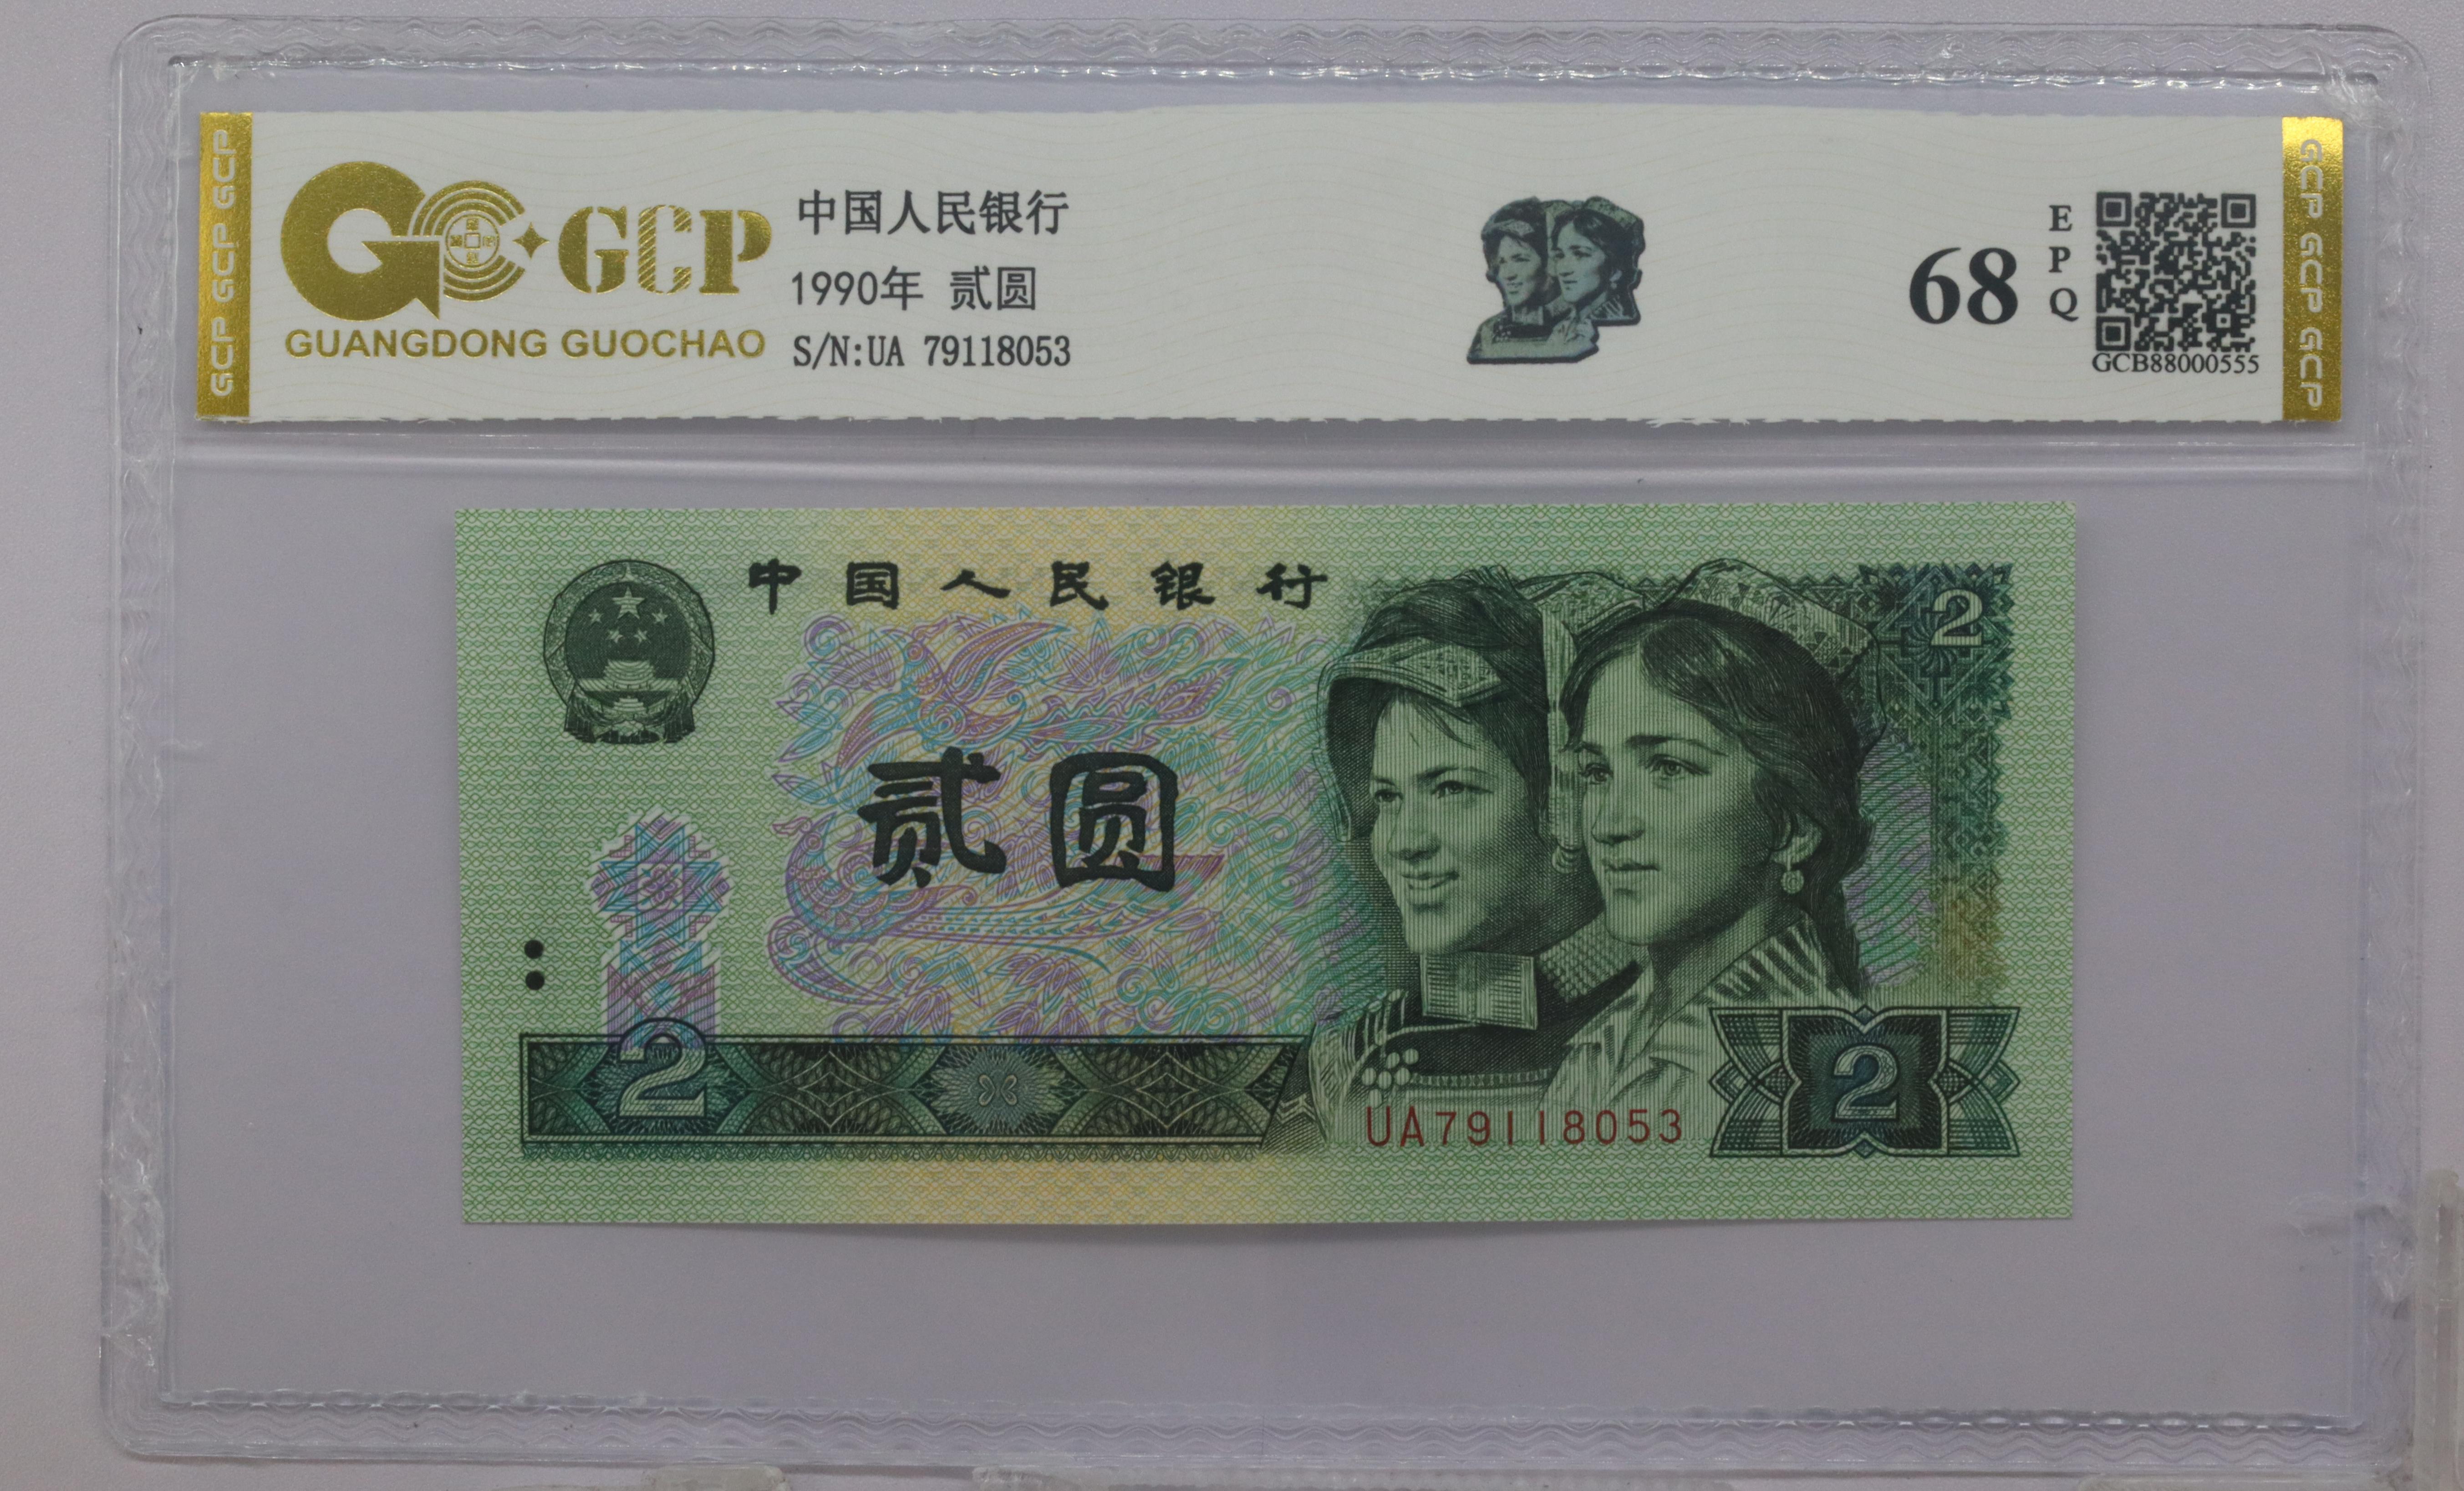 GCP GCP GCP
GCP
GUANGDONG GUOCHAO
中国人民银行
1990年 贰圆
S/N:UA 79118053
68
EPQ
GCB88000555
GCP GCP GCP
中国人民银行
2
贰圆
2
UA79118053
2